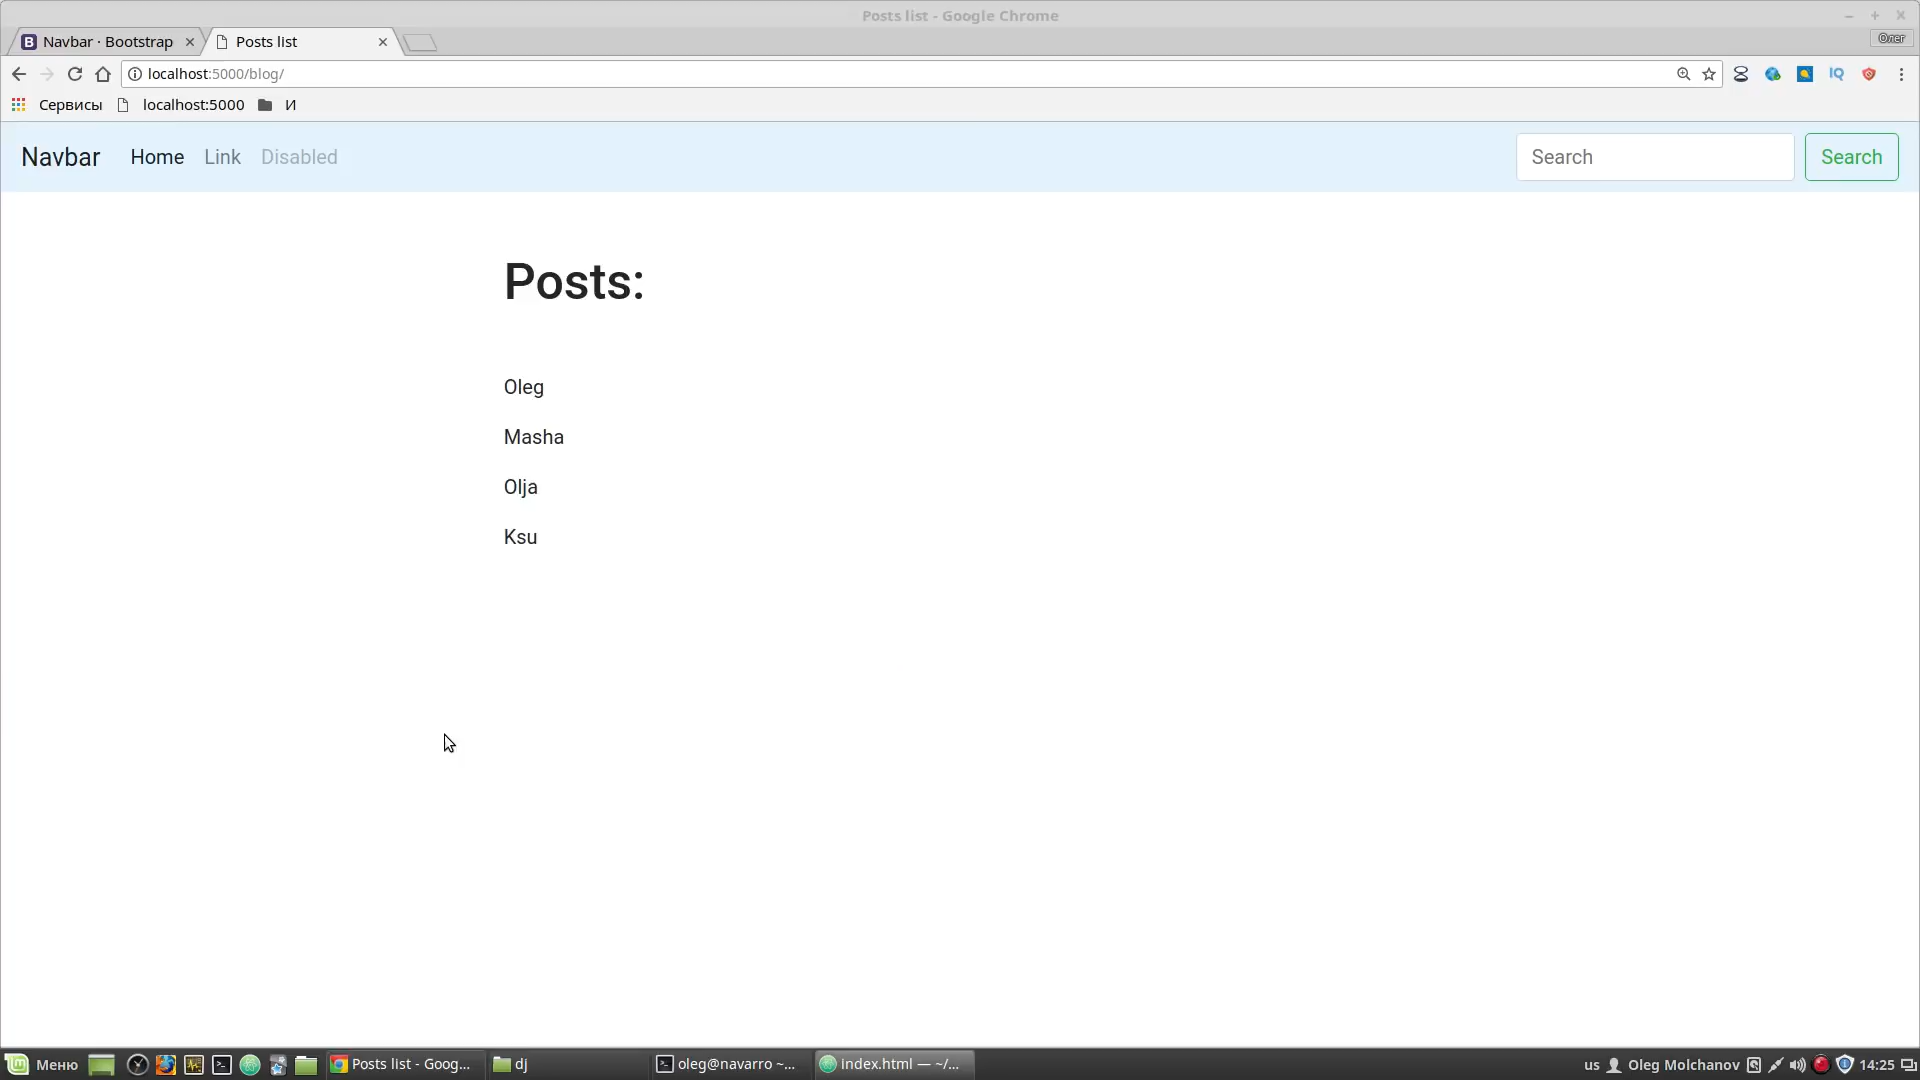 Posts list - Google Chrome
Navbar · Bootstrap
Posts list
Олег
localhost:5000/blog/
Сервисы
localhost:5000
И
Navbar
Home
Link
Disabled
Search
Search
Posts:
Oleg
Masha
Olja
Ksu
Меню
Posts list - Goog...
dj
oleg@navarro ~...
index.html — ~/...
us
Oleg Molchanov
14:25